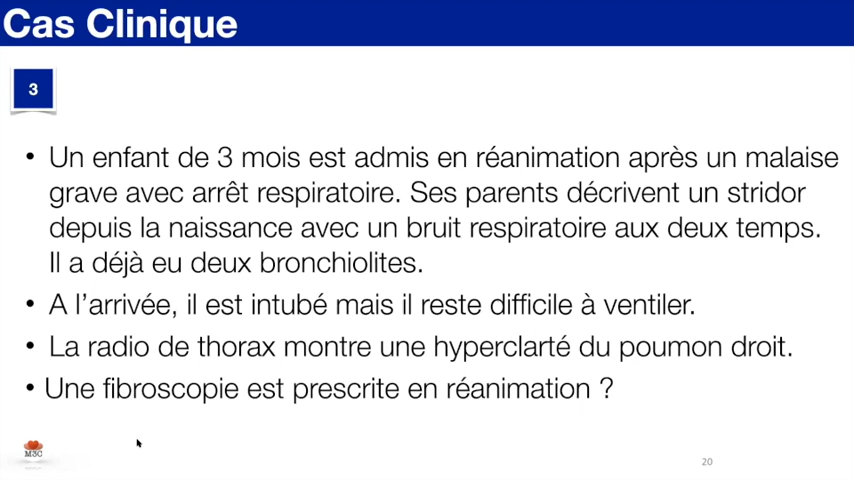 Cas Clinique
3
• Un enfant de 3 mois est admis en réanimation après un malaise
grave avec arrêt respiratoire. Ses parents décrivent un stridor
depuis la naissance avec un bruit respiratoire aux deux temps.
Il a déjà eu deux bronchiolites.
• A l’arrivée, il est intubé mais il reste difficile à ventiler.
• La radio de thorax montre une hyperclarté du poumon droit.
• Une fibroscopie est prescrite en réanimation ?
M3C
20